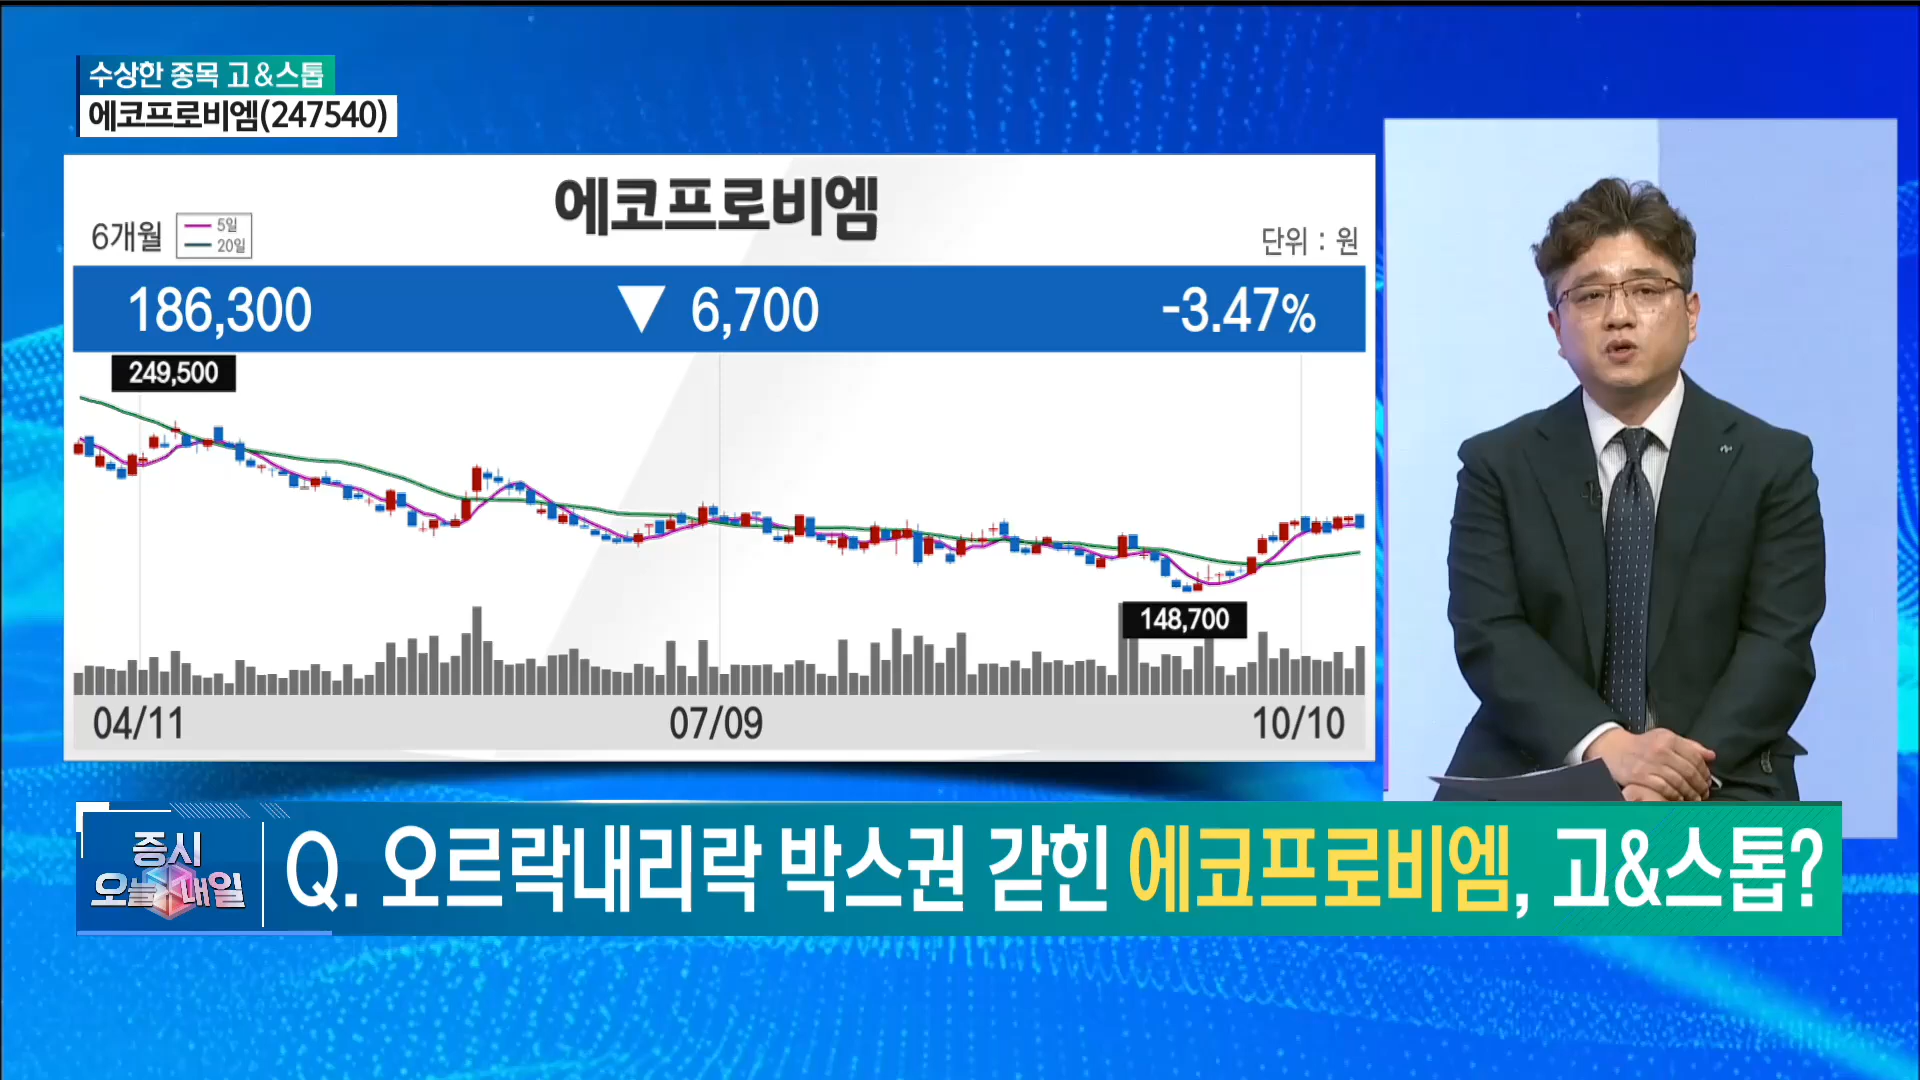 수상한 종목 고&스톱
에코프로비엠(247540)
에코프로비엠
6개월
5일
20일
단위 : 원
186,300 ▼ 6,700 -3.47%
249,500
148,700
04/11 07/09 10/10
증시
오늘 내일
Q. 오르락내리락 박스권 갇힌 에코프로비엠, 고&스톱?